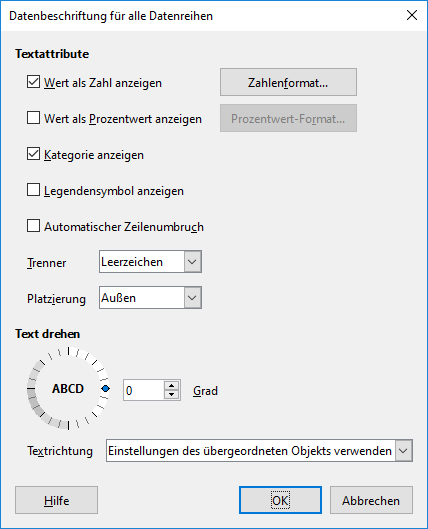 Datenbeschriftung für alle Datenreihen
Textattribute
Wert als Zahl anzeigen
Zahlenformat...
Wert als Prozentwert anzeigen
Prozentwert-Format...
Kategorie anzeigen
Legendensymbol anzeigen
Automatischer Zeilenumbruch
Trenner Leerzeichen
Platzierung Außen
Text drehen
ABCD
0 Grad
Textrichtung Einstellungen des übergeordneten Objekts verwenden
Hilfe OK Abbrechen